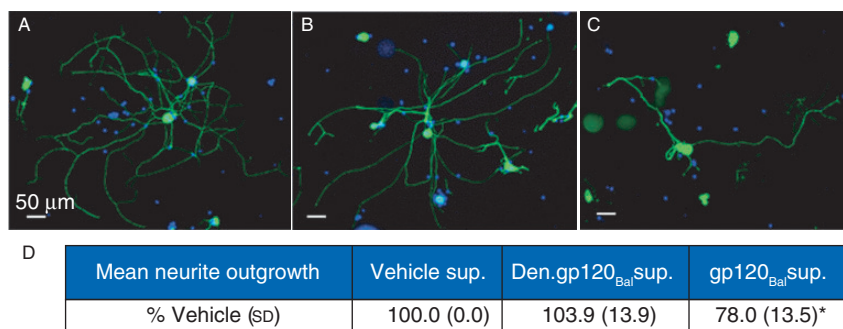 A
B
C
50 μm
D
Mean neurite outgrowth Vehicle sup. Den.gp120Bal sup. gp120Bal sup.
% Vehicle (SD) 100.0 (0.0) 103.9 (13.9) 78.0 (13.5)*